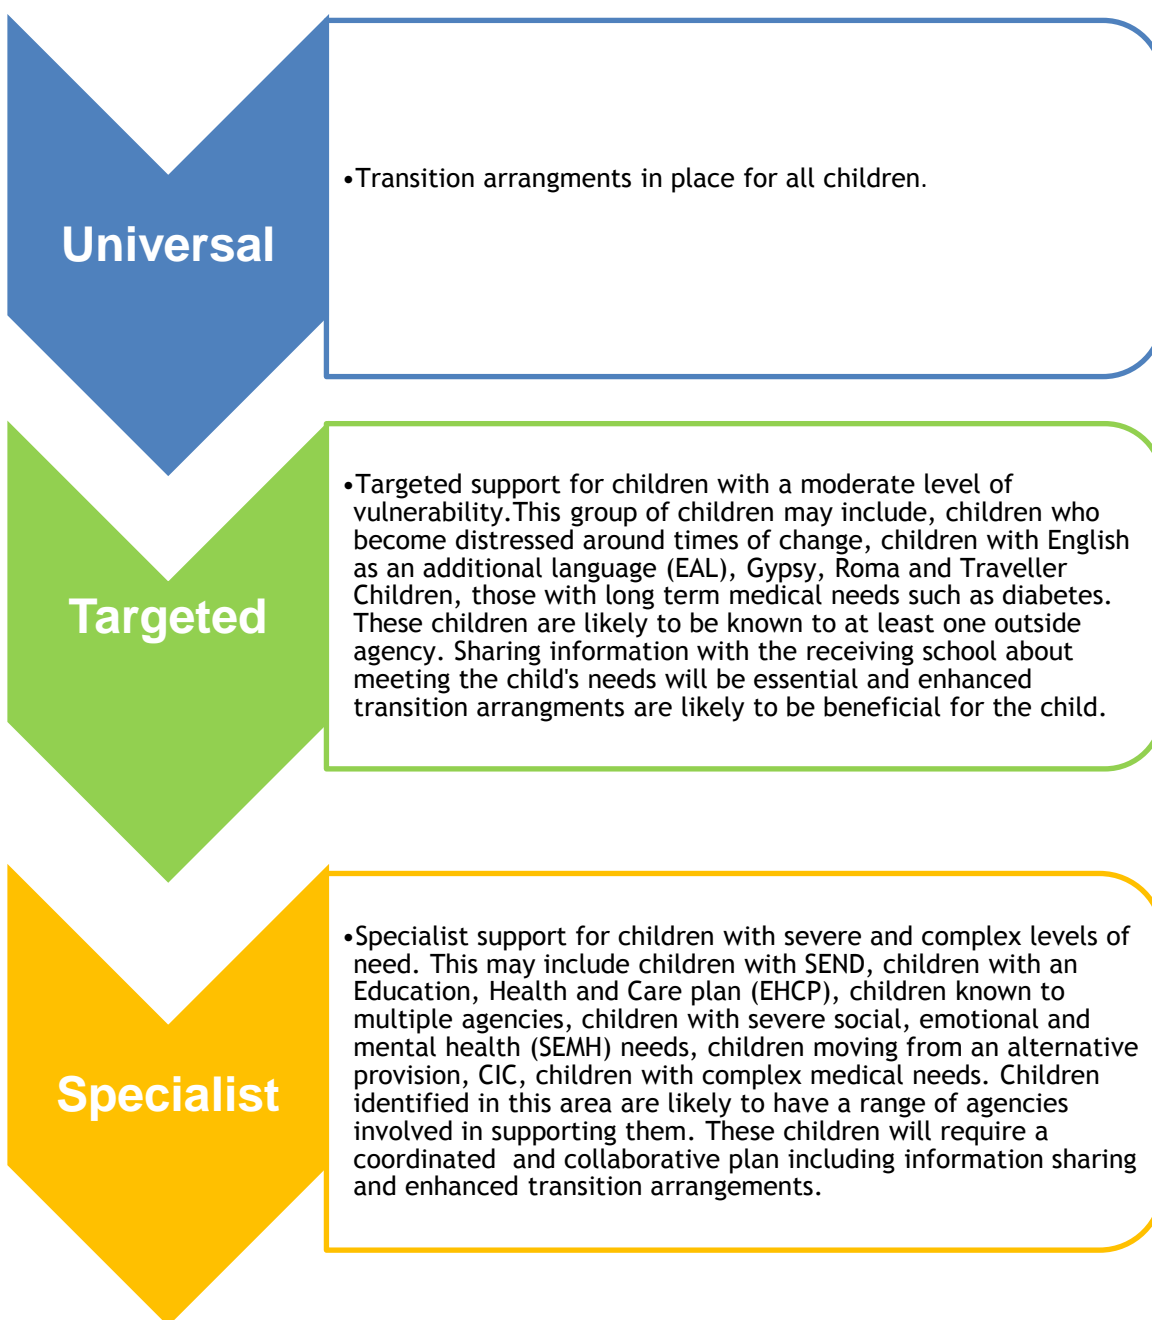 Universal
•Transition arrangments in place for all children.
Targeted
•Targeted support for children with a moderate level of
vulnerability.This group of children may include, children who
become distressed around times of change, children with English
as an additional language (EAL), Gypsy, Roma and Traveller
Children, those with long term medical needs such as diabetes.
These children are likely to be known to at least one outside
agency. Sharing information with the receiving school about
meeting the child's needs will be essential and enhanced
transition arrangments are likely to be beneficial for the child.
Specialist
•Specialist support for children with severe and complex levels of
need. This may include children with SEND, children with an
Education, Health and Care plan (EHCP), children known to
multiple agencies, children with severe social, emotional and
mental health (SEMH) needs, children moving from an alternative
provision, CIC, children with complex medical needs. Children
identified in this area are likely to have a range of agencies
involved in supporting them. These children will require a
coordinated  and collaborative plan including information sharing
and enhanced transition arrangements.